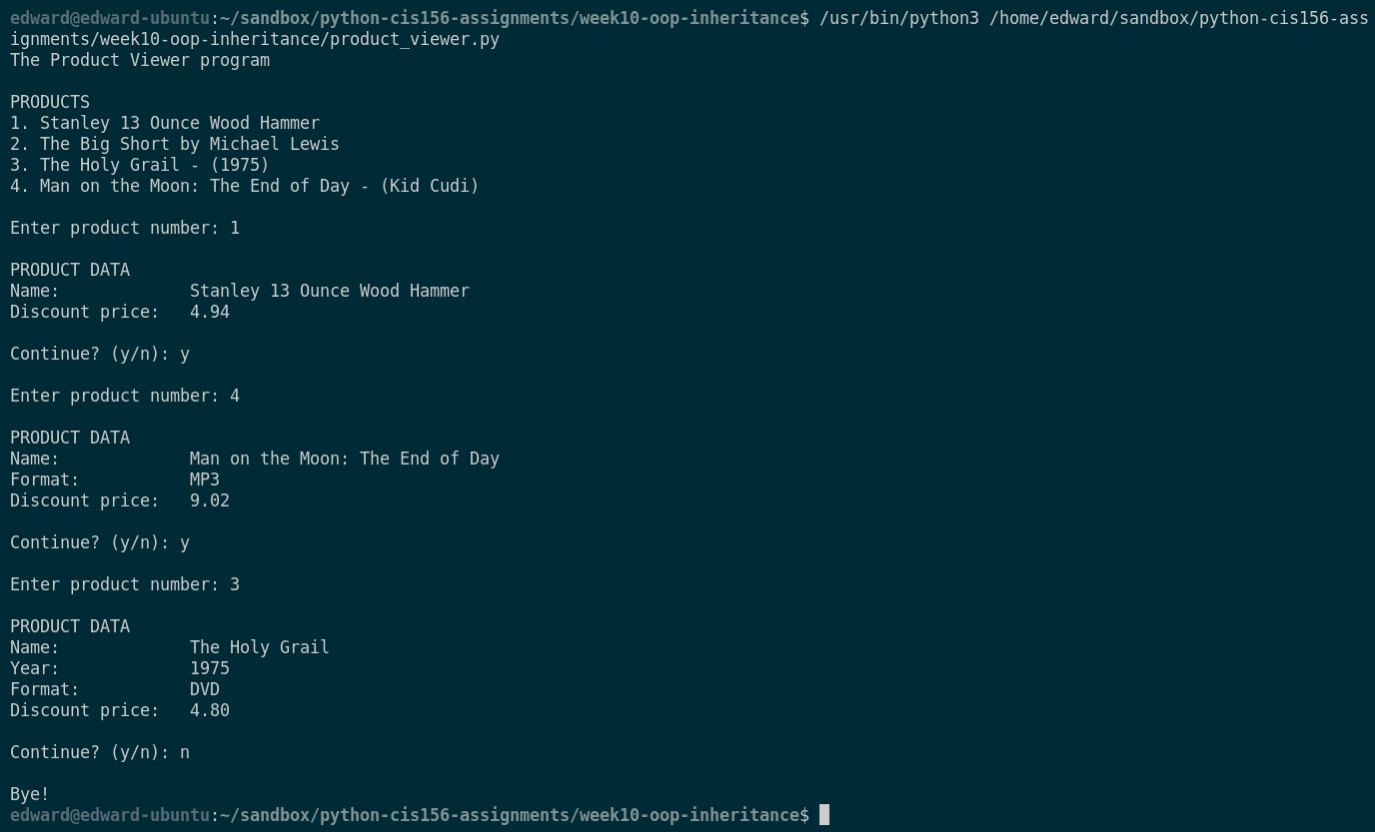 edward@edward-ubuntu:~/sandbox/python-cis156-assignments/week10-oop-inheritance$ /usr/bin/python3 /home/edward/sandbox/python-cis156-ass
ignments/week10-oop-inheritance/product_viewer.py
The Product Viewer program

PRODUCTS
1. Stanley 13 Ounce Wood Hammer
2. The Big Short by Michael Lewis
3. The Holy Grail - (1975)
4. Man on the Moon: The End of Day - (Kid Cudi)

Enter product number: 1

PRODUCT DATA
Name:             Stanley 13 Ounce Wood Hammer
Discount price:   4.94

Continue? (y/n): y

Enter product number: 4

PRODUCT DATA
Name:             Man on the Moon: The End of Day
Format:           MP3
Discount price:   9.02

Continue? (y/n): y

Enter product number: 3

PRODUCT DATA
Name:             The Holy Grail
Year:             1975
Format:           DVD
Discount price:   4.80

Continue? (y/n): n

Bye!
edward@edward-ubuntu:~/sandbox/python-cis156-assignments/week10-oop-inheritance$